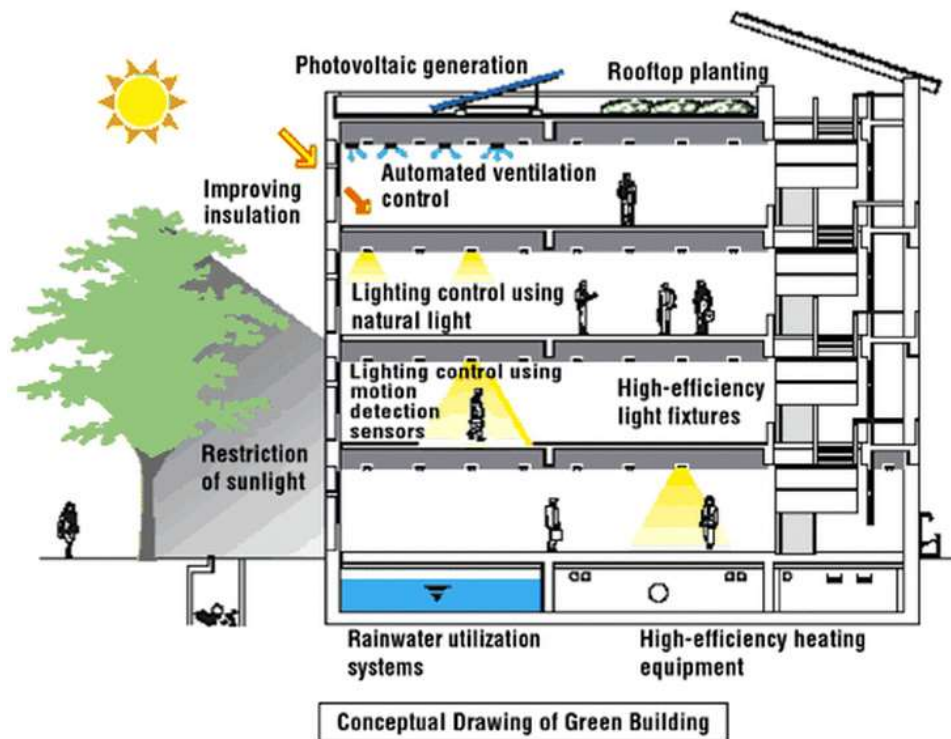 Photovoltaic generation
Rooftop planting
Improving
insulation
Automated ventilation
control
Lighting control using
natural light
Lighting control using
motion
detection
sensors
High-efficiency
light fixtures
Restriction
of sunlight
Rainwater utilization
systems
High-efficiency heating
equipment
Conceptual Drawing of Green Building